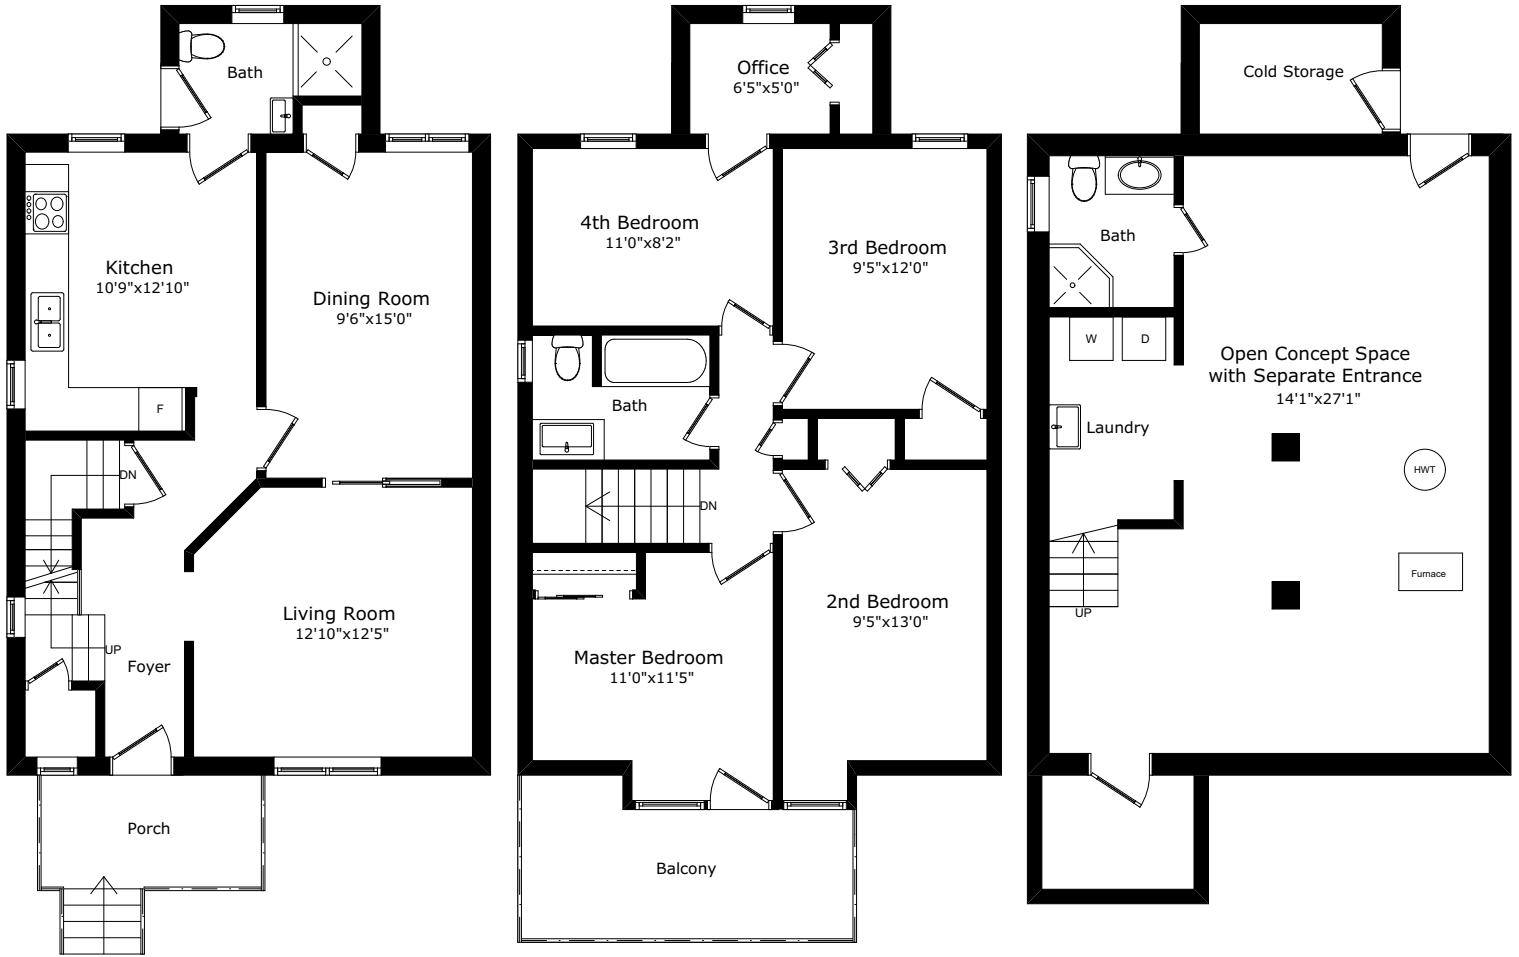 Bath
Kitchen
10'9"x12'10"
Dining Room
9'6"x15'0"
F
DN
UP
Foyer
Living Room
12'10"x12'5"
Porch
Office
6'5"x5'0"
4th Bedroom
11'0"x8'2"
3rd Bedroom
9'5"x12'0"
Bath
DN
2nd Bedroom
9'5"x13'0"
Master Bedroom
11'0"x11'5"
Balcony
Cold Storage
Bath
W
D
Open Concept Space
with Separate Entrance
14'1"x27'1"
Laundry
HWT
Furnace
UP